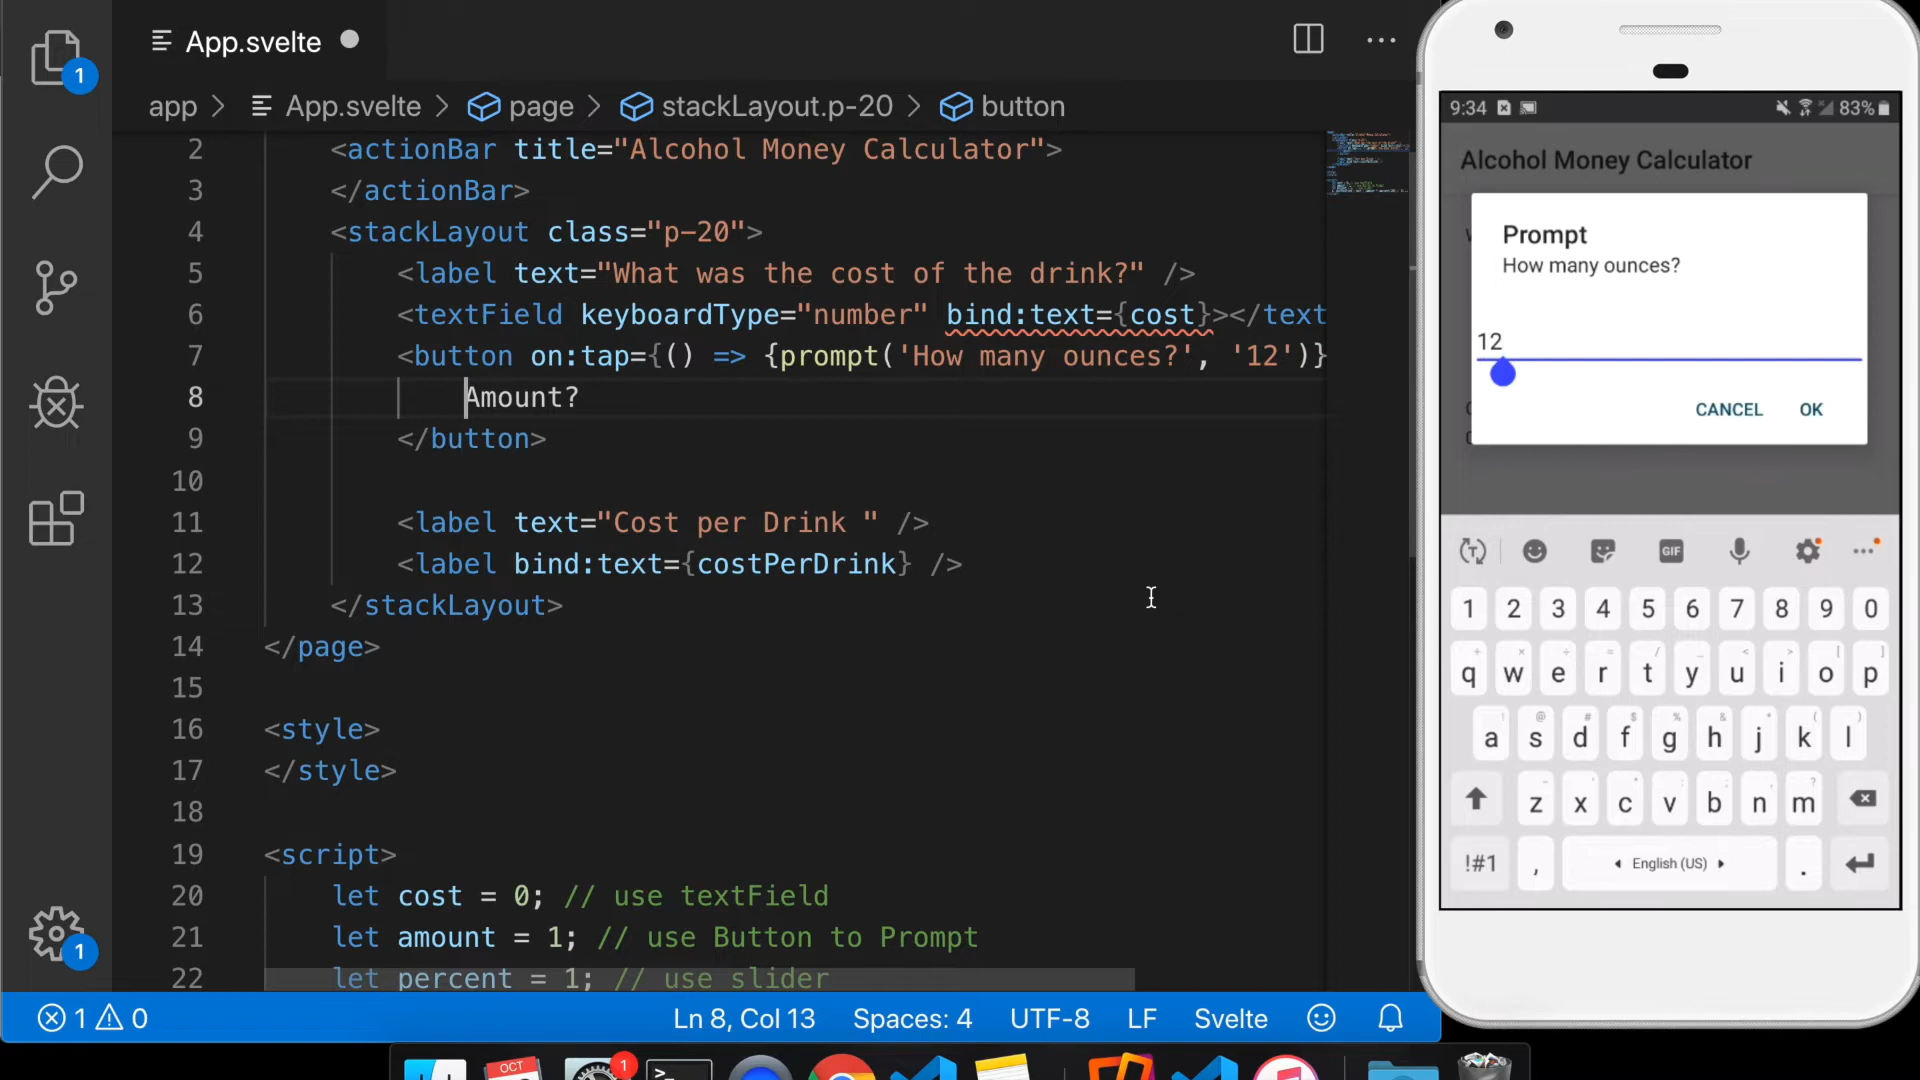 App.svelte
1
app > App.svelte > page > stackLayout.p-20 > button
2 <actionBar title="Alcohol Money Calculator">
3 </actionBar>
4 <stackLayout class="p-20">
5 <label text="What was the cost of the drink?" />
6 <textField keyboardType="number" bind:text={cost}></text
7 <button on:tap={() => {prompt('How many ounces?', '12')}
8 Amount?
9 </button>
10
11 <label text="Cost per Drink " />
12 <label bind:text={costPerDrink} />
13 </stackLayout>
14 </page>
15
16 <style>
17 </style>
18
19 <script>
20 let cost = 0; // use textField
21 let amount = 1; // use Button to Prompt
22 let percent = 1; // use slider
1
1 0 Ln 8, Col 13 Spaces: 4 UTF-8 LF Svelte
OCT 1
9:34 83%
Alcohol Money Calculator
Prompt
How many ounces?
12
CANCEL OK
GIF
1 2 3 4 5 6 7 8 9 0
q w e r t y u i o p
a s d f g h j k l
z x c v b n m
!#1 , English (US) .